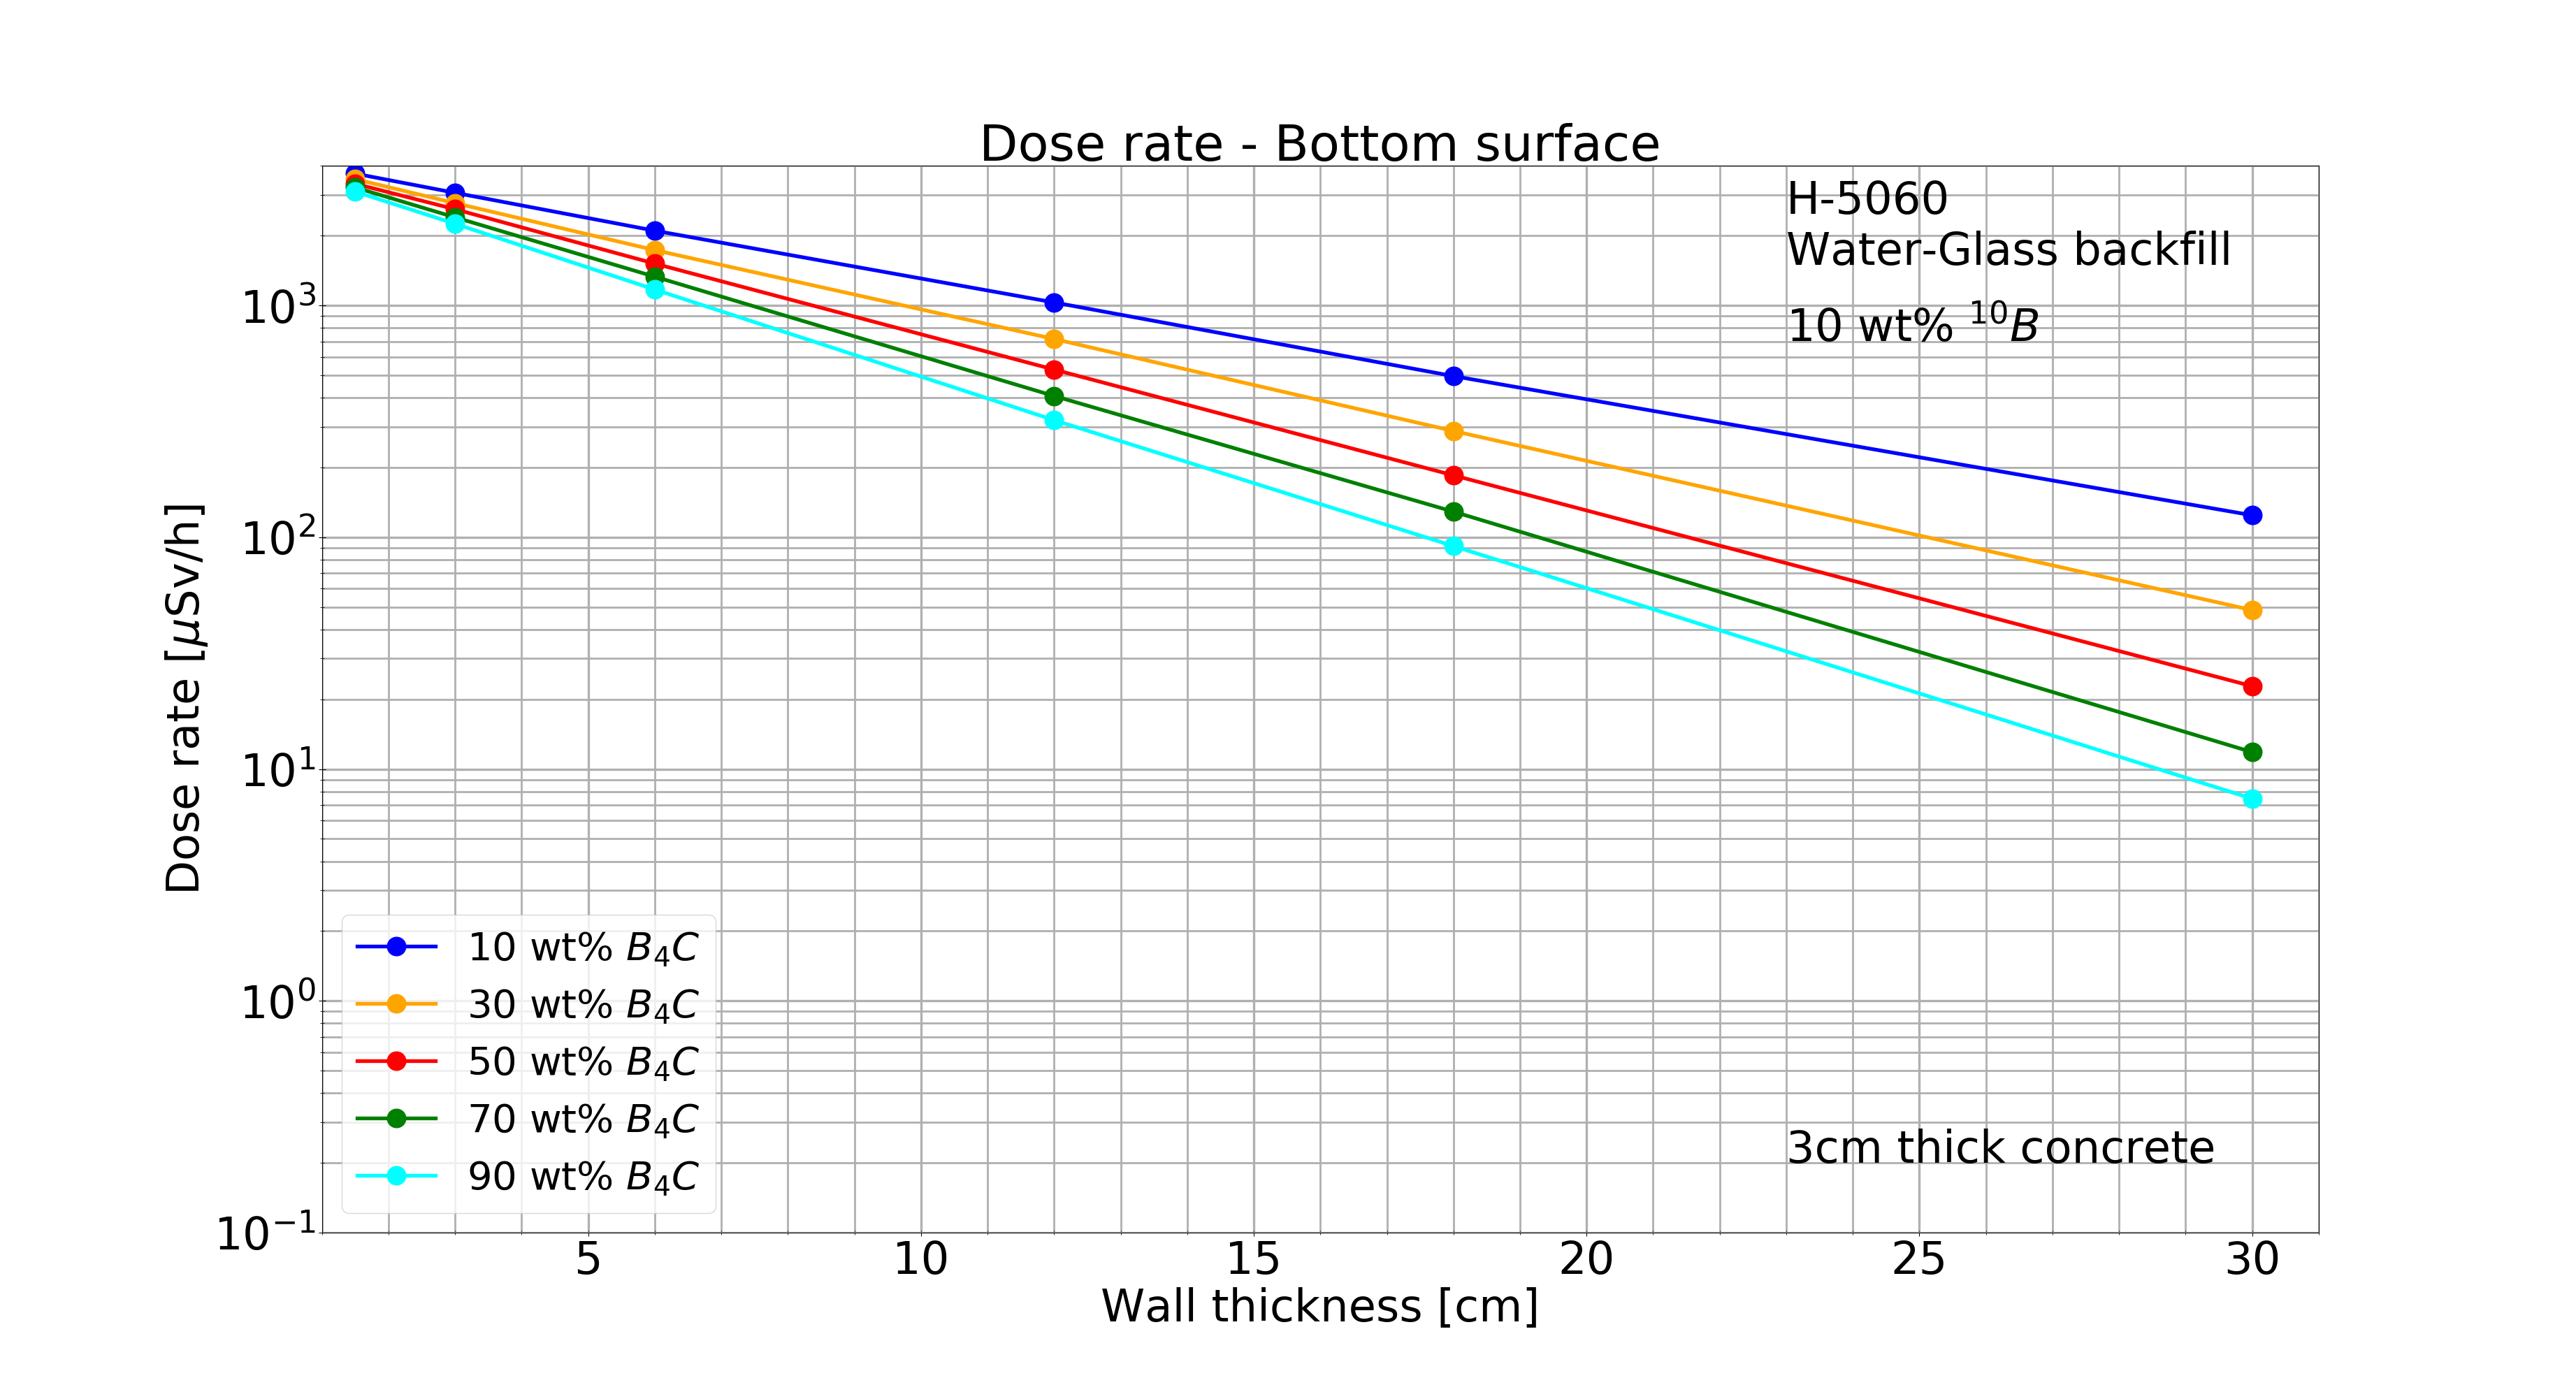 Dose rate - Bottom surface
H-5060
Water-Glass backfill
10 wt% ¹⁰B
10³
10²
10¹
10⁰
10⁻¹
Dose rate [μSv/h]
10 wt% B₄C
30 wt% B₄C
50 wt% B₄C
70 wt% B₄C
90 wt% B₄C
3cm thick concrete
5 10 15 20 25 30
Wall thickness [cm]